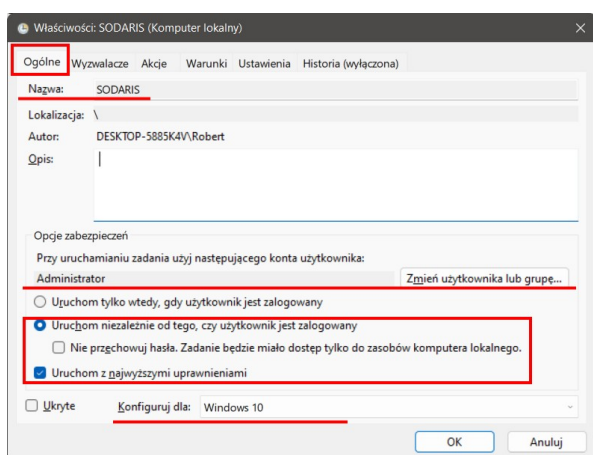 Właściwości: SODARIS (Komputer lokalny)
Ogólne Wyzwalacze Akcje Warunki Ustawienia Historia (wyłączona)
Nazwa: SODARIS
Lokalizacja: \
Autor: DESKTOP-5885K4V\Robert
Opis:
Opcje zabezpieczeń
Przy uruchamianiu zadania użyj następującego konta użytkownika:
Administrator Zmień użytkownika lub grupę...
Uruchom tylko wtedy, gdy użytkownik jest zalogowany
Uruchom niezależnie od tego, czy użytkownik jest zalogowany
Nie przechowuj hasła. Zadanie będzie miało dostęp tylko do zasobów komputera lokalnego.
Uruchom z najwyższymi uprawnieniami
Ukryte Konfiguruj dla: Windows 10
OK Anuluj